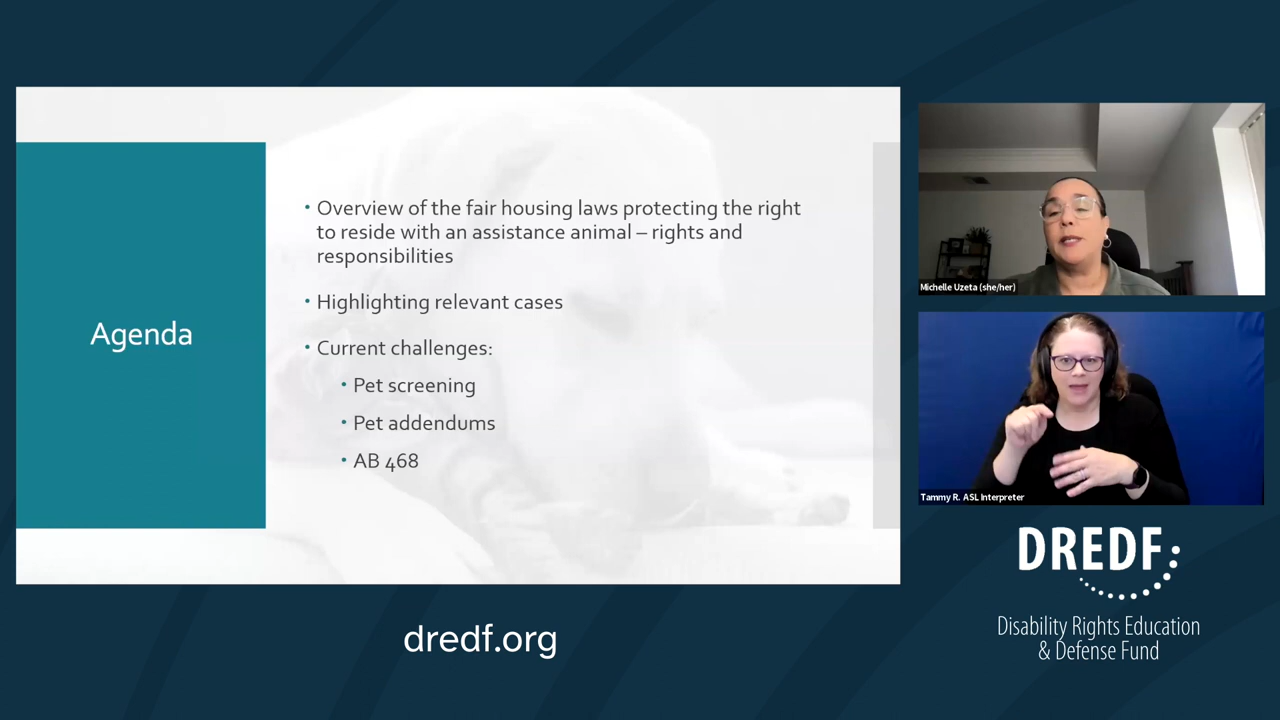 Agenda
• Overview of the fair housing laws protecting the right
to reside with an assistance animal – rights and
responsibilities
• Highlighting relevant cases
• Current challenges:
• Pet screening
• Pet addendums
• AB 468
Michelle Uzeta (she/her)
Tammy R. ASL Interpreter
DREDF
Disability Rights Education
& Defense Fund
dredf.org